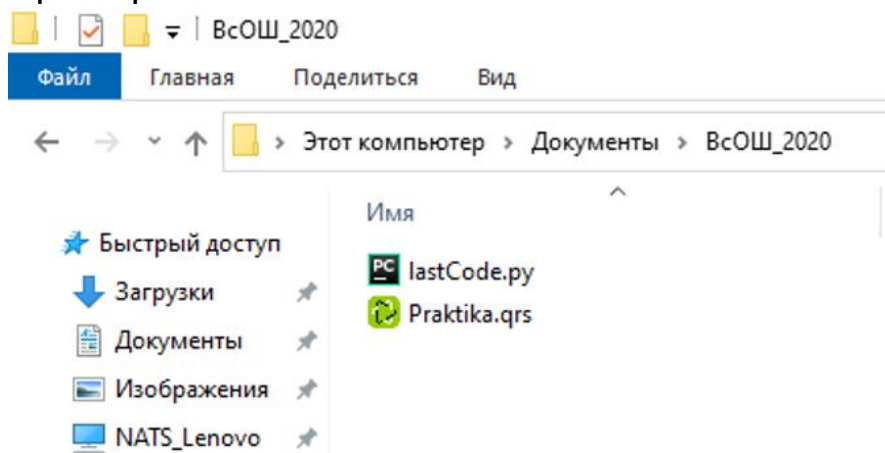 ВсОШ_2020
Файл Главная Поделиться Вид
Этот компьютер > Документы > ВсОШ_2020
Имя
Быстрый доступ
lastCode.py
Загрузки
Praktika.qrs
Документы
Изображения
NATS_Lenovo